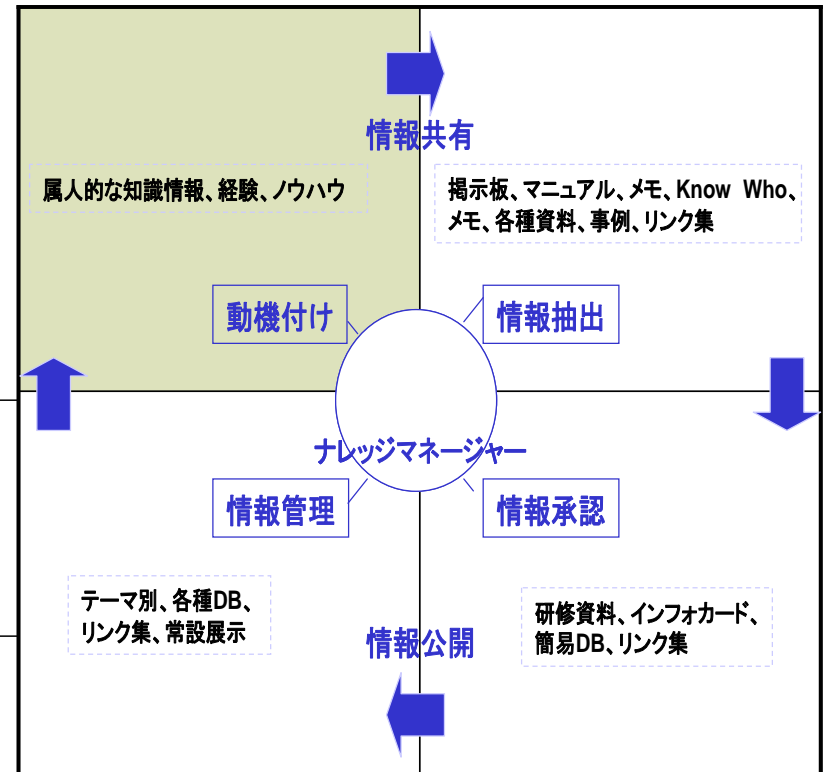 情報共有
属人的な知識情報、経験、ノウハウ
掲示板、マニュアル、メモ、Know Who、
メモ、各種資料、事例、リンク集
動機付け
情報抽出
ナレッジマネージャー
情報管理
情報承認
テーマ別、各種DB、
リンク集、常設展示
研修資料、インフォカード、
簡易DB、リンク集
情報公開